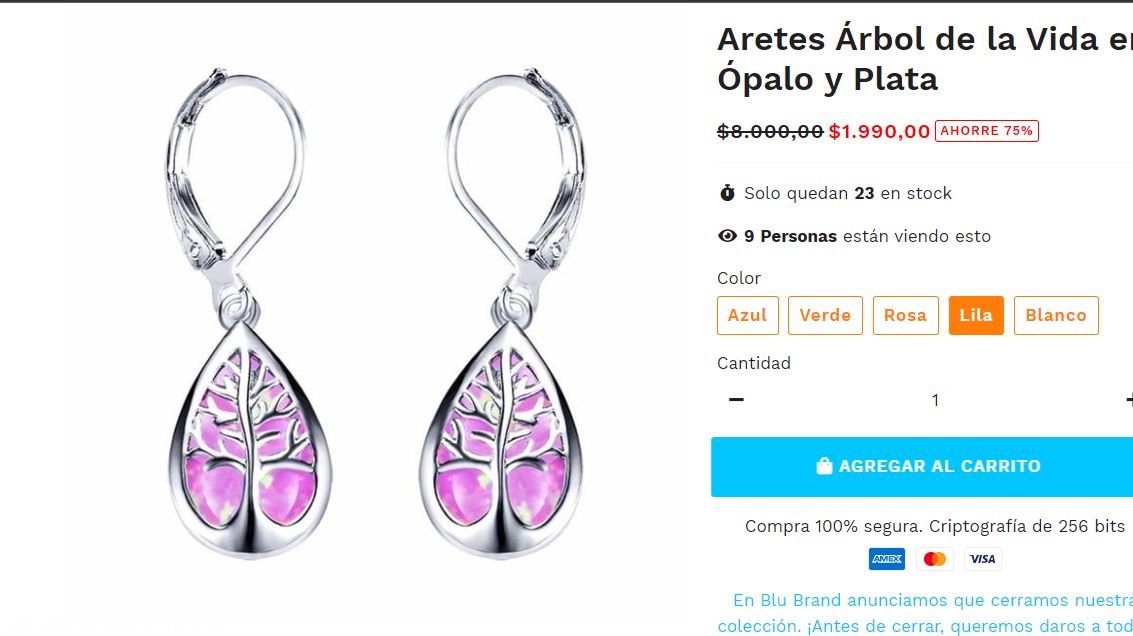 Aretes Árbol de la Vida
Ópalo y Plata
$8.000,00 $1.990,00 AHORRE 75%
Solo quedan 23 en stock
9 Personas están viendo esto
Color
Azul Verde Rosa Lila Blanco
Cantidad
− 1 +
AGREGAR AL CARRITO
Compra 100% segura. Criptografía de 256 bits
AMEX VISA
En Blu Brand anunciamos que cerramos nuestra
colección. ¡Antes de cerrar, queremos daros a tod